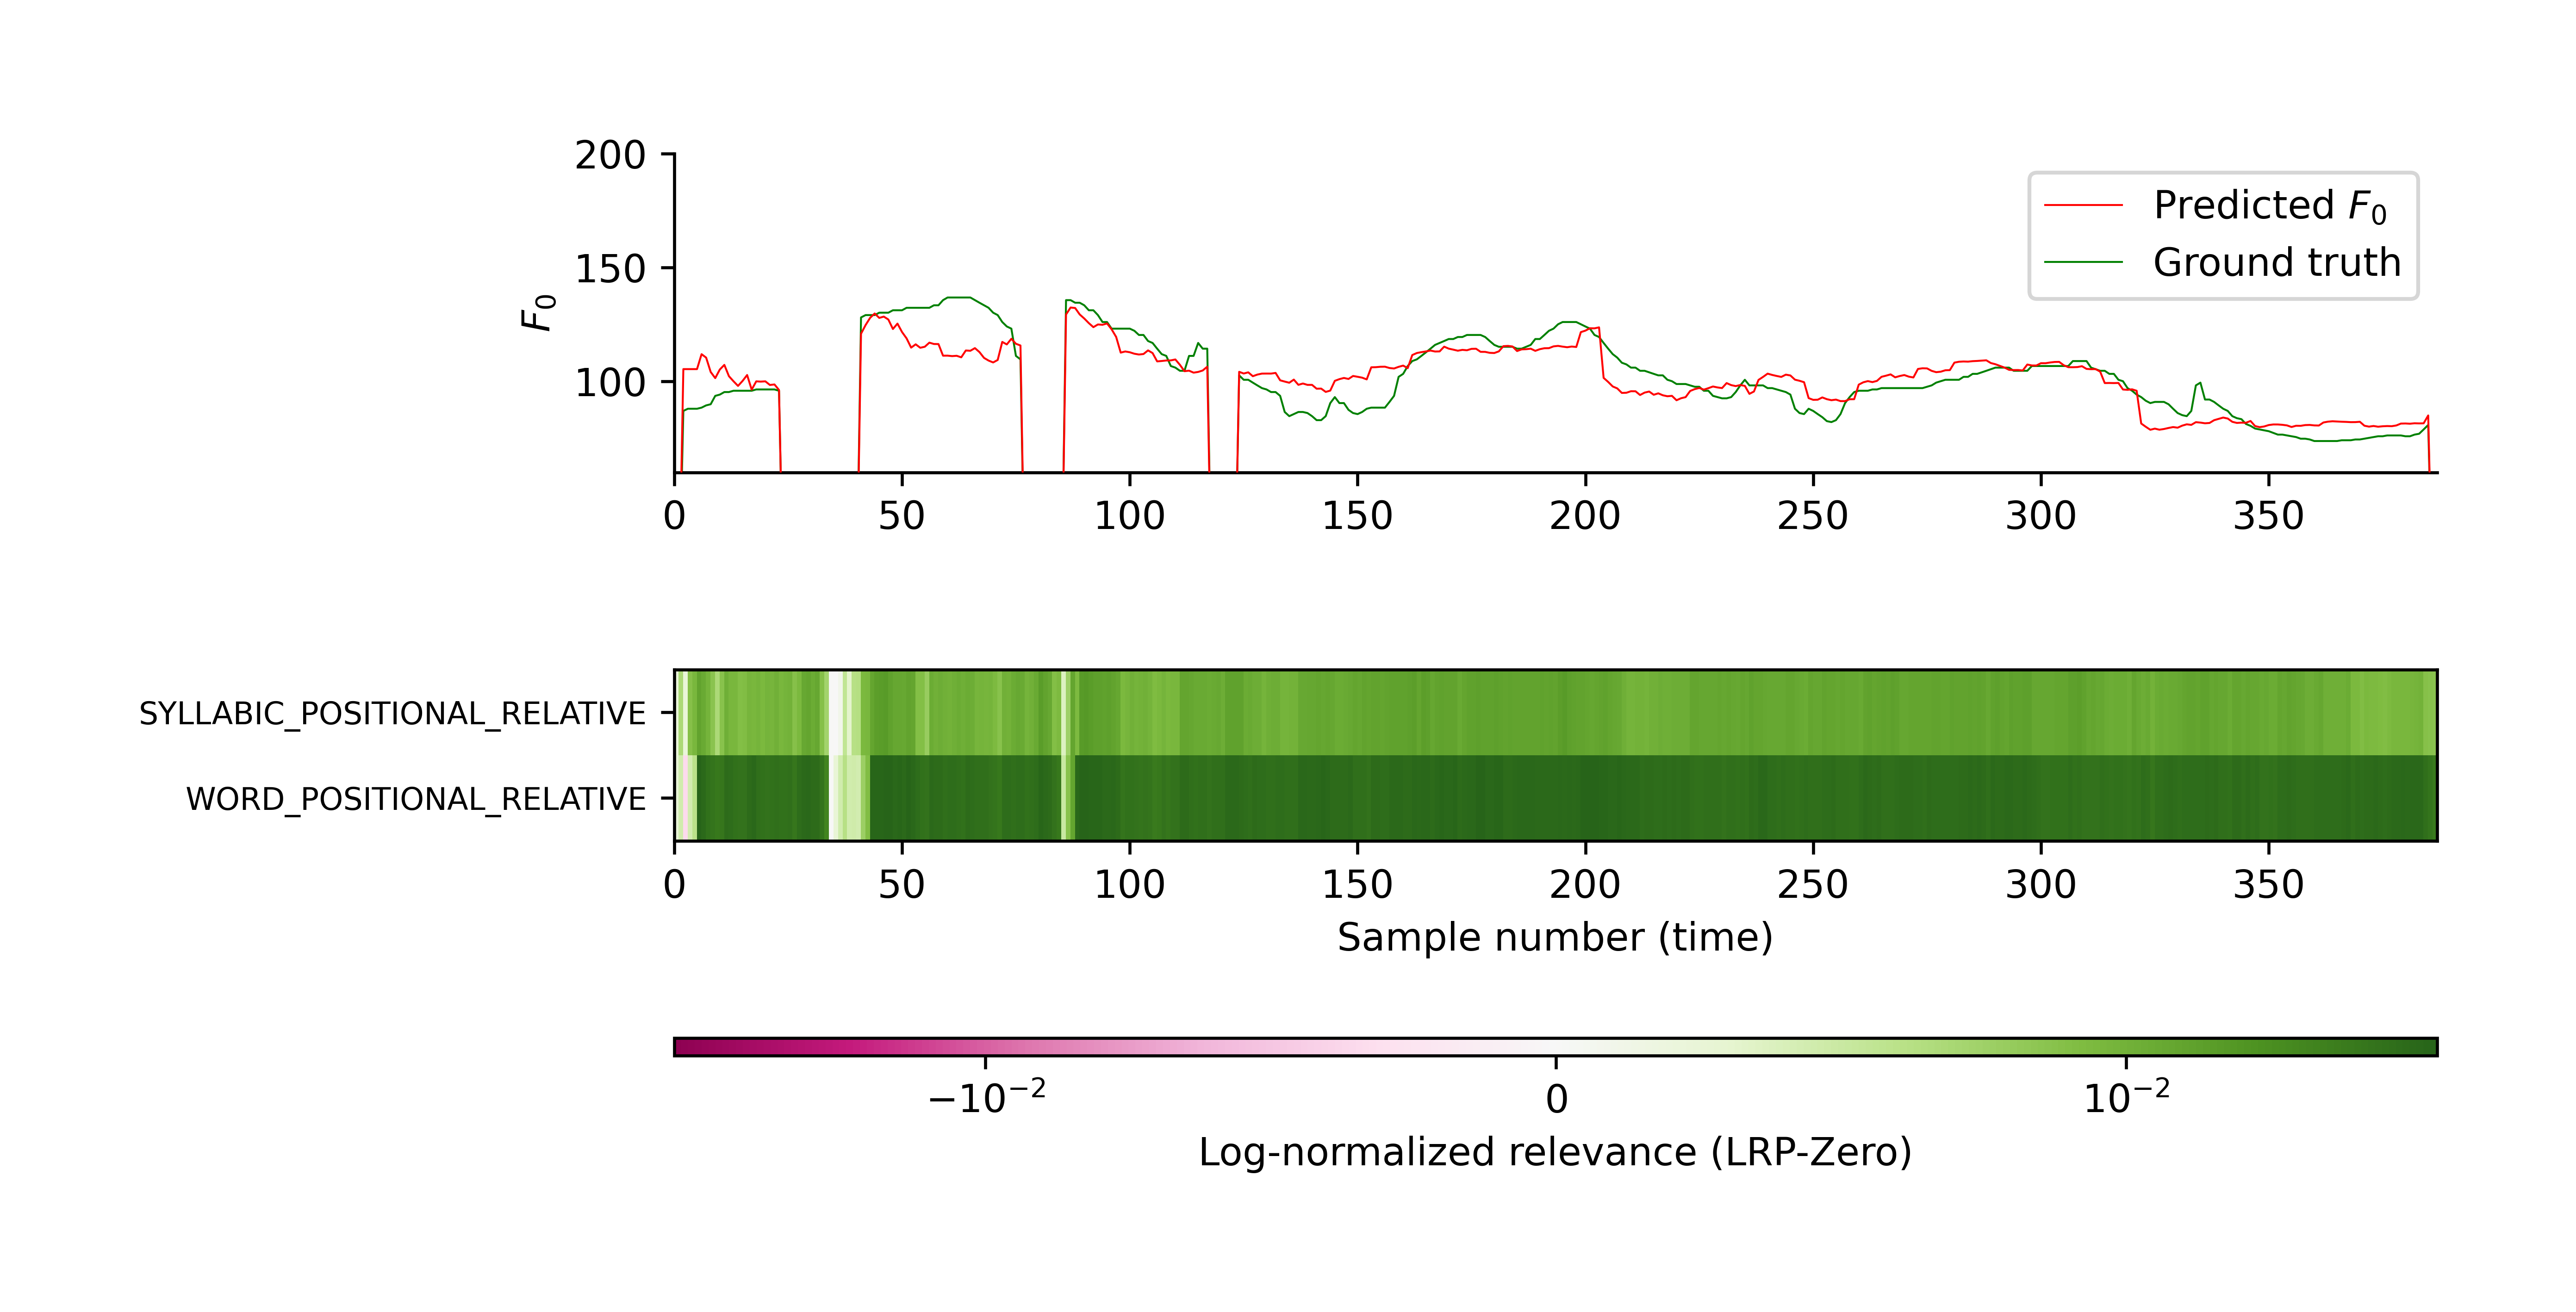 200
150
100
F₀
Predicted F₀
Ground truth
0 50 100 150 200 250 300 350
SYLLABIC_POSITIONAL_RELATIVE
WORD_POSITIONAL_RELATIVE
0 50 100 150 200 250 300 350
Sample number (time)
−10⁻² 0 10⁻²
Log-normalized relevance (LRP-Zero)